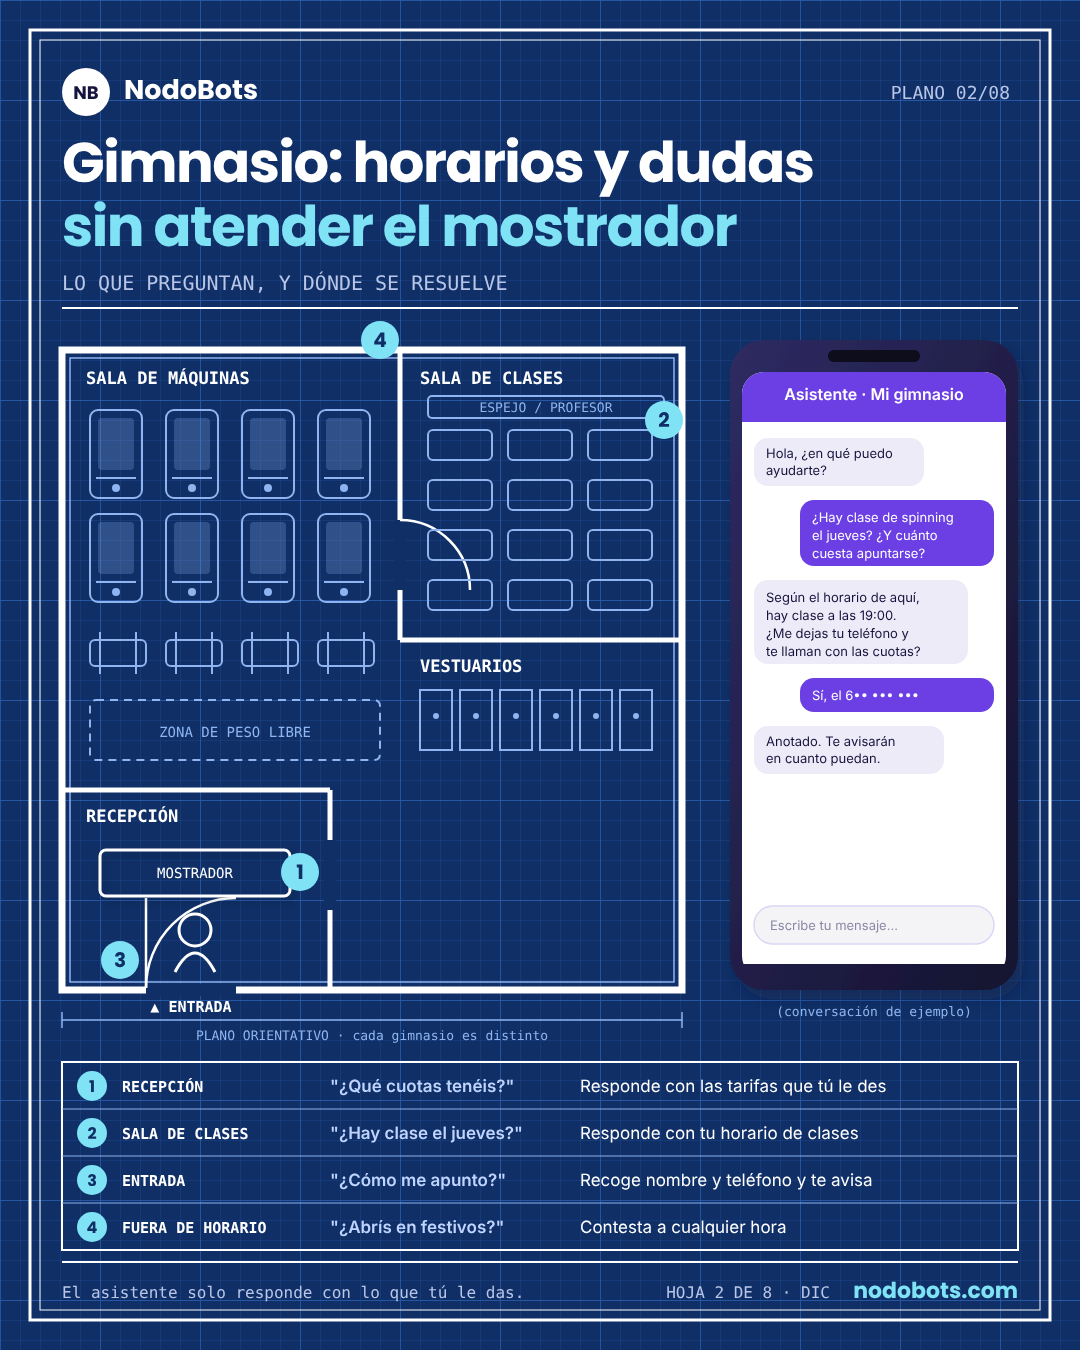 NB NodoBots
PLANO 02/08
Gimnasio: horarios y dudas
sin atender el mostrador
LO QUE PREGUNTAN, Y DÓNDE SE RESUELVE
4
SALA DE MÁQUINAS
SALA DE CLASES
ESPEJO / PROFESOR
2
ZONA DE PESO LIBRE
VESTUARIOS
RECEPCIÓN
MOSTRADOR
1
3
▲ ENTRADA
PLANO ORIENTATIVO · cada gimnasio es distinto
Asistente · Mi gimnasio
Hola, ¿en qué puedo
ayudarte?
¿Hay clase de spinning
el jueves? ¿Y cuánto
cuesta apuntarse?
Según el horario de aquí,
hay clase a las 19:00.
¿Me dejas tu teléfono y
te llaman con las cuotas?
Sí, el 6•• ••• •••
Anotado. Te avisarán
en cuanto puedan.
Escribe tu mensaje...
(conversación de ejemplo)
1 RECEPCIÓN "¿Qué cuotas tenéis?" Responde con las tarifas que tú le des
2 SALA DE CLASES "¿Hay clase el jueves?" Responde con tu horario de clases
3 ENTRADA "¿Cómo me apunto?" Recoge nombre y teléfono y te avisa
4 FUERA DE HORARIO "¿Abrís en festivos?" Contesta a cualquier hora
El asistente solo responde con lo que tú le das.
HOJA 2 DE 8 · DIC nodobots.com